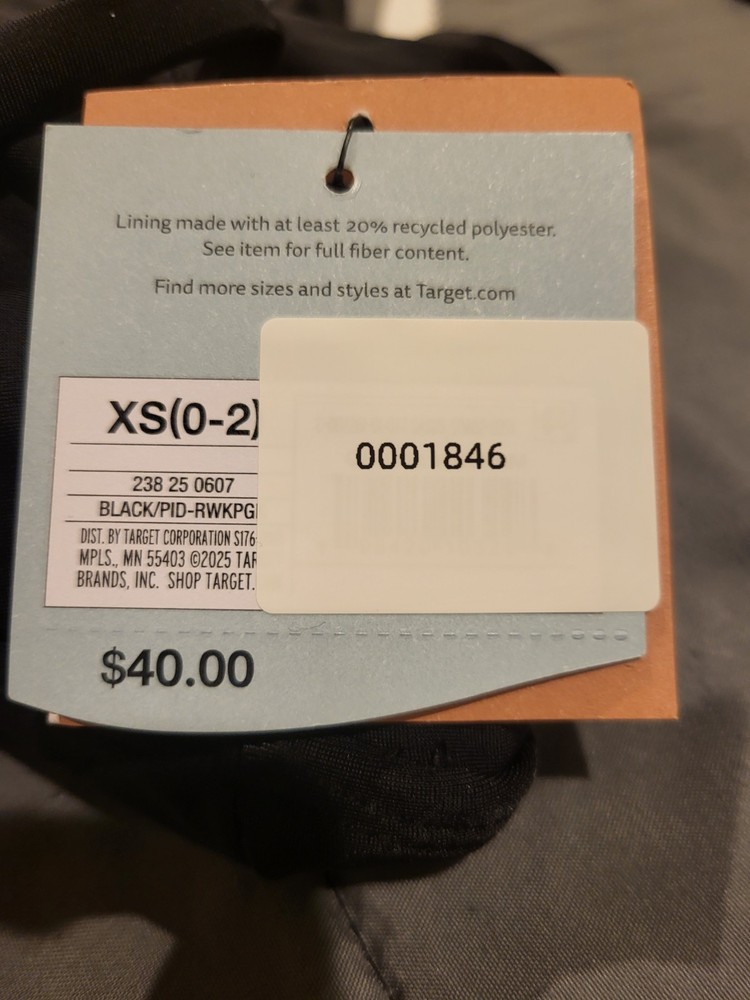 Lining made with at least 20% recycled polyester.
See item for full fiber content.
Find more sizes and styles at Target.com
XS(0-2)
0001846
238 25 0607
BLACK/PID-RWKPG
DIST. BY TARGET CORPORATION S176
MPLS., MN 55403 ©2025 TAR
BRANDS, INC. SHOP TARGET.
$40.00